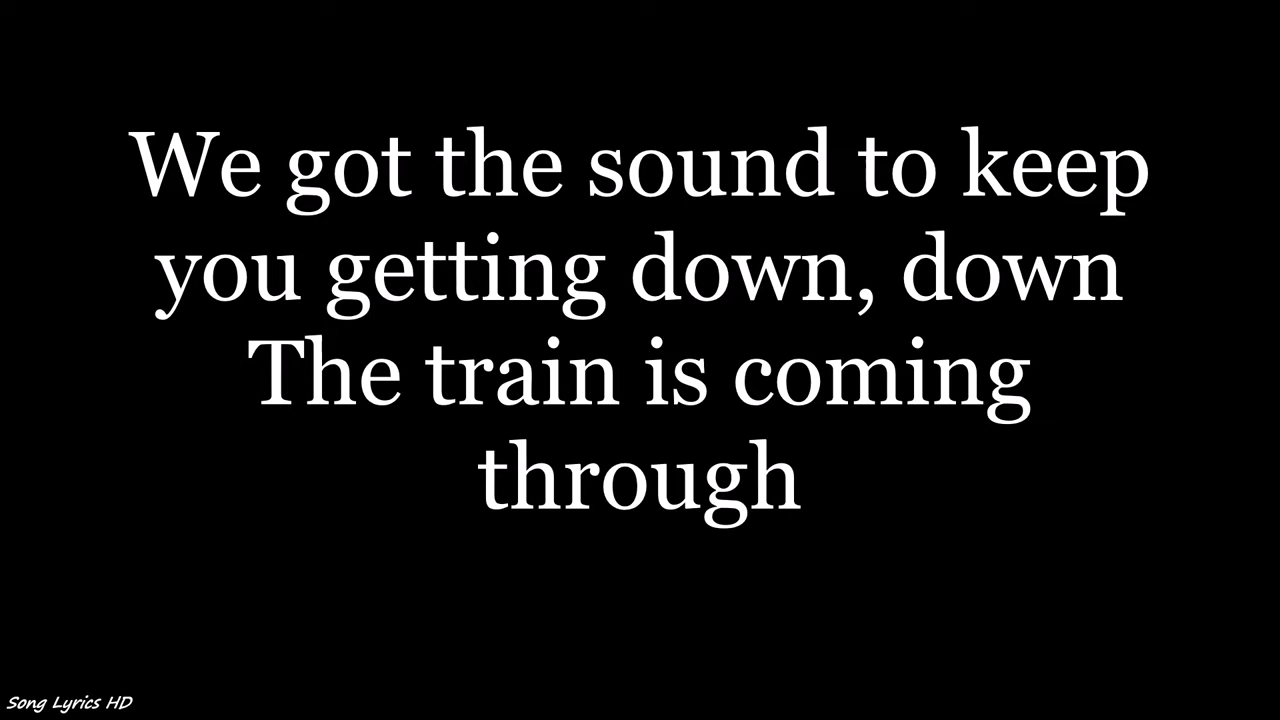 We got the sound to keep
you getting down, down
The train is coming
through
Song Lyrics HD